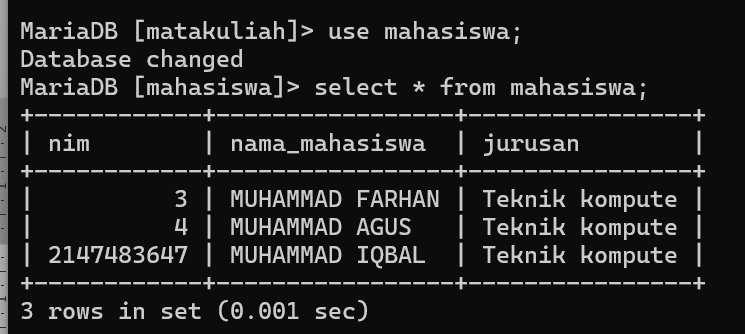 MariaDB [matakuliah]> use mahasiswa;
Database changed
MariaDB [mahasiswa]> select * from mahasiswa;
+------------+-----------------+----------------+
| nim        | nama_mahasiswa  | jurusan        |
+------------+-----------------+----------------+
|          3 | MUHAMMAD FARHAN | Teknik kompute |
|          4 | MUHAMMAD AGUS   | Teknik kompute |
| 2147483647 | MUHAMMAD IQBAL  | Teknik kompute |
+------------+-----------------+----------------+
3 rows in set (0.001 sec)